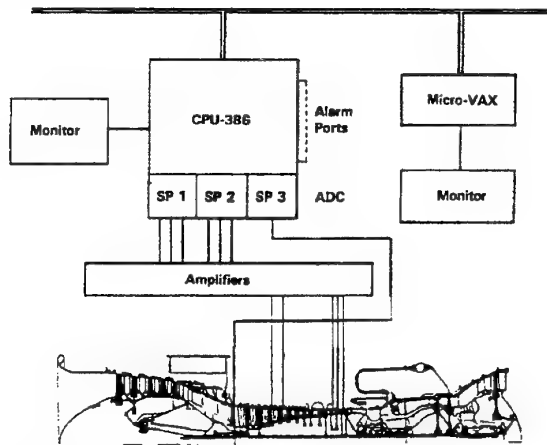 CPU-386
Alarm
Ports
Micro-VAX
Monitor
SP 1
SP 2
SP 3
ADC
Monitor
Amplifiers